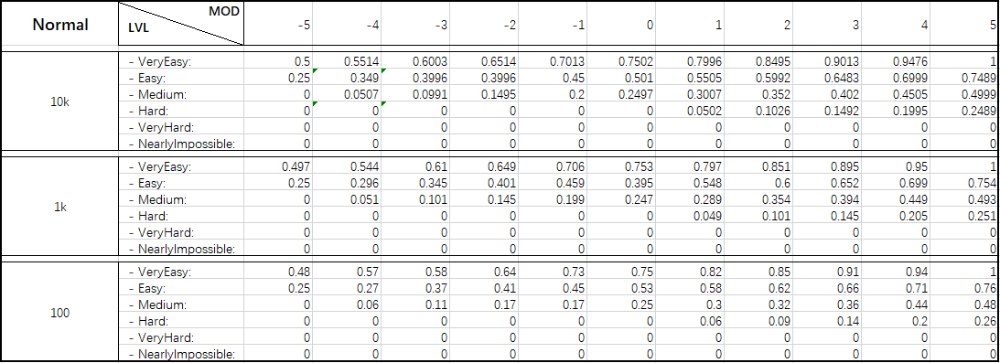 Normal LVL MOD -5 -4 -3 -2 -1 0 1 2 3 4 5
10k
- VeryEasy: 0.5 0.5514 0.6003 0.6514 0.7013 0.7502 0.7996 0.8495 0.9013 0.9476 1
- Easy: 0.25 0.349 0.3996 0.3996 0.45 0.501 0.5505 0.5992 0.6483 0.6999 0.7489
- Medium: 0 0.0507 0.0991 0.1495 0.2 0.2497 0.3007 0.352 0.402 0.4505 0.4999
- Hard: 0 0 0 0 0 0 0.0502 0.1026 0.1492 0.1995 0.2489
- VeryHard: 0 0 0 0 0 0 0 0 0 0 0
- NearlyImpossible: 0 0 0 0 0 0 0 0 0 0 0
1k
- VeryEasy: 0.497 0.544 0.61 0.649 0.706 0.753 0.797 0.851 0.895 0.95 1
- Easy: 0.25 0.296 0.345 0.401 0.459 0.395 0.548 0.6 0.652 0.699 0.754
- Medium: 0 0.051 0.101 0.145 0.199 0.247 0.289 0.354 0.394 0.449 0.493
- Hard: 0 0 0 0 0 0 0.049 0.101 0.145 0.205 0.251
- VeryHard: 0 0 0 0 0 0 0 0 0 0 0
- NearlyImpossible: 0 0 0 0 0 0 0 0 0 0 0
100
- VeryEasy: 0.48 0.57 0.58 0.64 0.73 0.75 0.82 0.85 0.91 0.94 1
- Easy: 0.25 0.27 0.37 0.41 0.45 0.53 0.58 0.62 0.66 0.71 0.76
- Medium: 0 0.06 0.11 0.17 0.17 0.25 0.3 0.32 0.36 0.44 0.48
- Hard: 0 0 0 0 0 0 0.06 0.09 0.14 0.2 0.26
- VeryHard: 0 0 0 0 0 0 0 0 0 0 0
- NearlyImpossible: 0 0 0 0 0 0 0 0 0 0 0